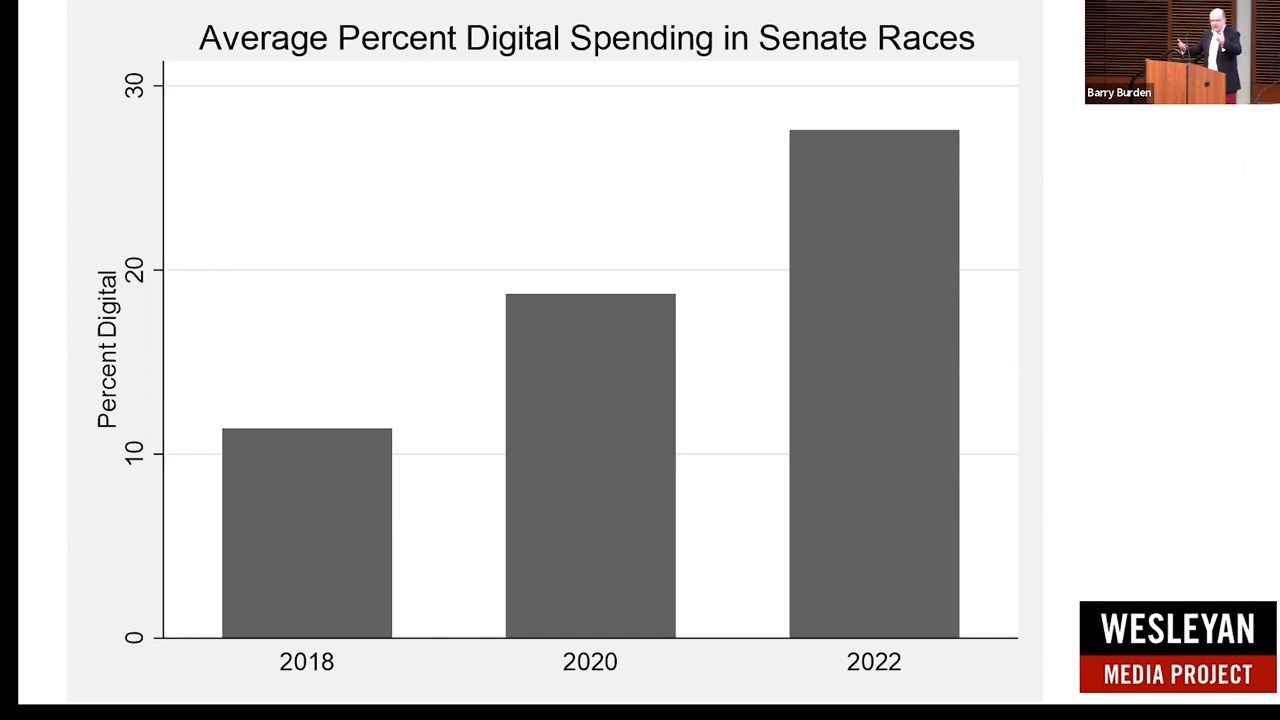 Average Percent Digital Spending in Senate Races
Barry Burden
Percent Digital
30
20
10
0
2018
2020
2022
WESLEYAN
MEDIA PROJECT